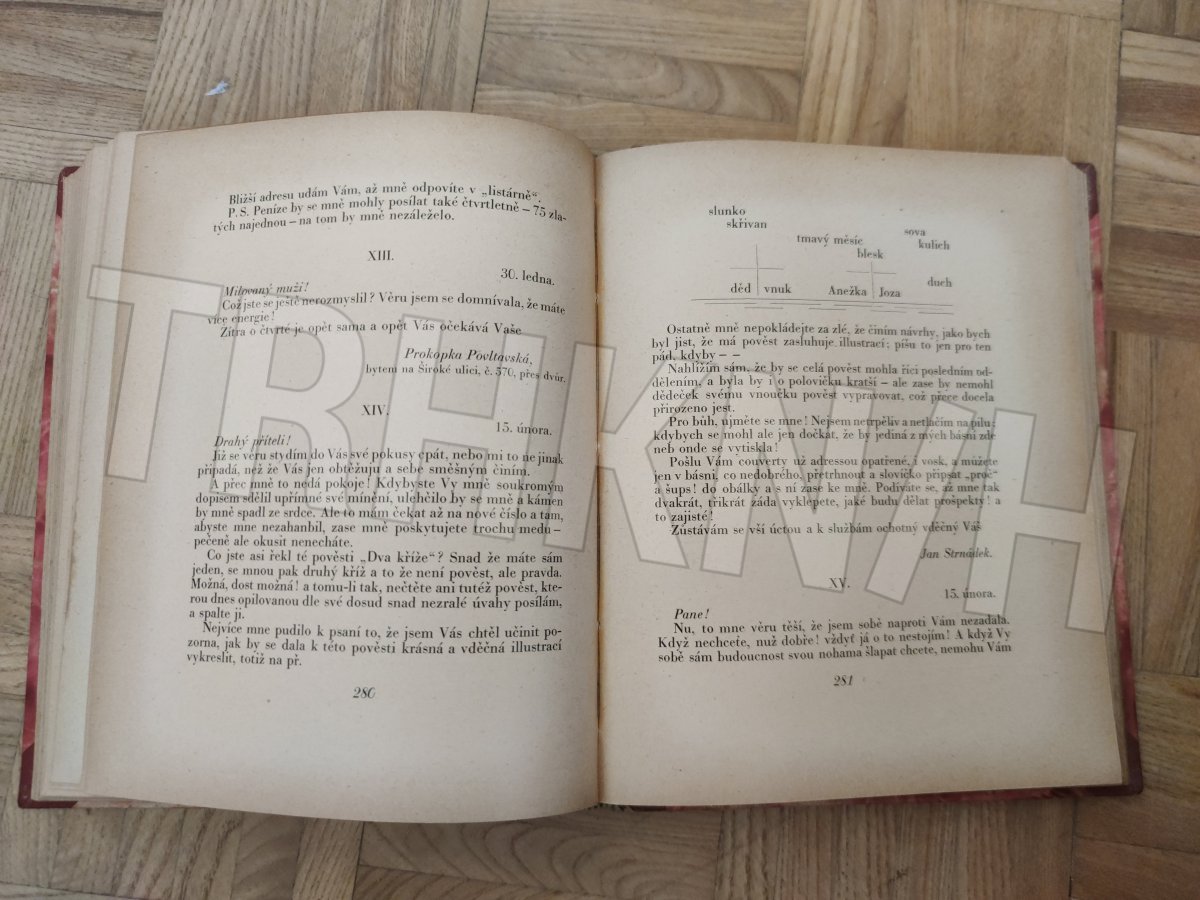 Bližší adresu udám Vám, až mně odpovíte v „listárně“.
P. S. Peníze by se mně mohly posílat také čtvrtletně – 75 zla-
tých najednou – na tom by mně nezáleželo.
XIII.
30. ledna.
Milovaný muži!
Což jste se ještě nerozmyslil? Věru jsem se domnívala, že máte
více energie!
Zítra o čtvrté je opět sama a opět Vás očekává Vaše
Prokopka Povltavská,
bytem na Široké ulici, č. 570, přes dvůr.
XIV.
15. února.
Drahý příteli!
Již se věru stydím do Vás své pokusy cpát, nebo mi to ne jinak
připadá, než že Vás jen obtěžuju a sebe směšným činím.
A přec mně to nedá pokoje! Kdybyste Vy mně soukromým
dopisem sdělil upřímné své mínění, ulehčilo by se mně a kámen
by mně spadl ze srdce. Ale to mám čekat až na nové číslo a tam,
abyste mne nezahanbil, zase mně poskytujete trochu medu –
pečeně ale okusit nenecháte.
Co jste asi řekl té pověsti „Dva kříže“? Snad že máte sám
jeden, se mnou pak druhý kříž a to že není pověst, ale pravda.
Možná, dost možná! a tomu-li tak, nečtěte ani tutéž pověst, kte-
rou dnes opilovanou dle své dosud snad nezralé úvahy posílám,
a spalte ji.
Nejvíce mne pudilo k psaní to, že jsem Vás chtěl učinit po-
zorna, jak by se dala k této pověsti krásná a vděčná illustrací
vykreslit, totiž na př.
280
slunko
skřivan
sova
tmavý měsíc
kulich
blesk
duch
děd vnuk Anežka Joza
Ostatně mně nepokládejte za zlé, že činím návrhy, jako bych
byl jist, že má pověst zasluhuje illustrací; píšu to jen pro ten
pád, kdyby – –
Nahlížím sám, že by se celá pověst mohla říci posledním od-
dělením, a byla by i o polovičku kratší – ale zase by nemohl
dědeček svému vnoučku pověst vypravovat, což přece docela
přirozeno jest.
Pro bůh, ujměte se mne! Nejsem netrpěliv a netlačím na pilu;
kdybych se mohl ale jen dočkat, že by jediná z mých básní zde
neb onde se vytiskla!
Pošlu Vám couverty už adressou opatřené, i vosk, a můžete
jen v básni, co nedobrého, přetrhnout a slovíčko připsat „proč“
a šups! do obálky a s ní zase ke mně. Podíváte se, až mne tak
dvakrát, třikrát žáda vyklepete, jaké budu dělat prošpekty! a
to zajisté!
Zůstávám se vší úctou a k službám ochotný vděčný Váš
Jan Strnádek.
XV.
15. února.
Pane!
Nu, to mne věru těší, že jsem sobě naproti Vám nezadala.
Když nechcete, nuž dobře! vždyť já o to nestojím! A když Vy
sobě sám budoucnost svou nohama šlapat chcete, nemohu Vám
281
TRHKNIH